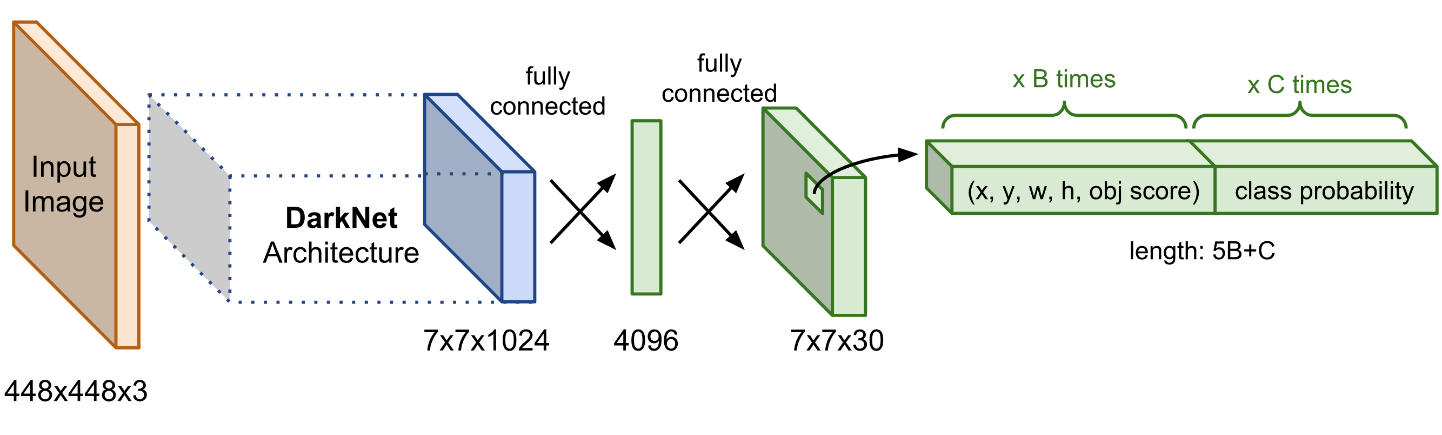 Input
Image
448x448x3
DarkNet
Architecture
7x7x1024
fully
connected
4096
fully
connected
7x7x30
x B times
x C times
(x, y, w, h, obj score)
class probability
length: 5B+C